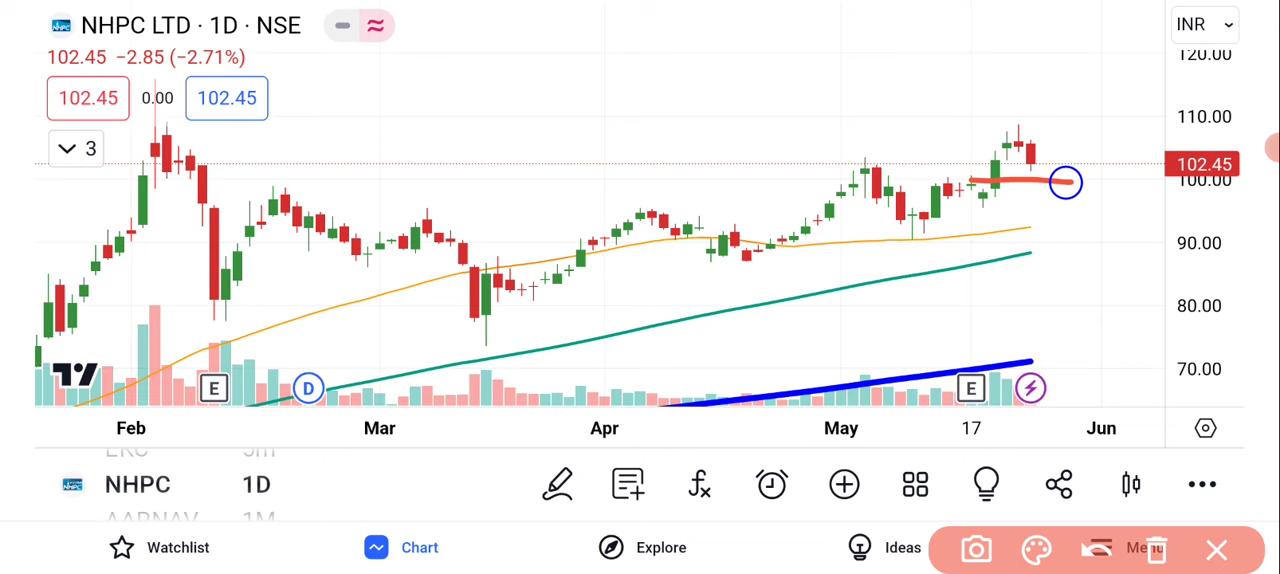 NHPC LTD · 1D · NSE
INR
102.45 −2.85 (−2.71%)
120.00
102.45 0.00 102.45
110.00
3
102.45
100.00
90.00
80.00
70.00
E D E
Feb Mar Apr May 17 Jun
NHPC 1D
Watchlist Chart Explore Ideas Menu